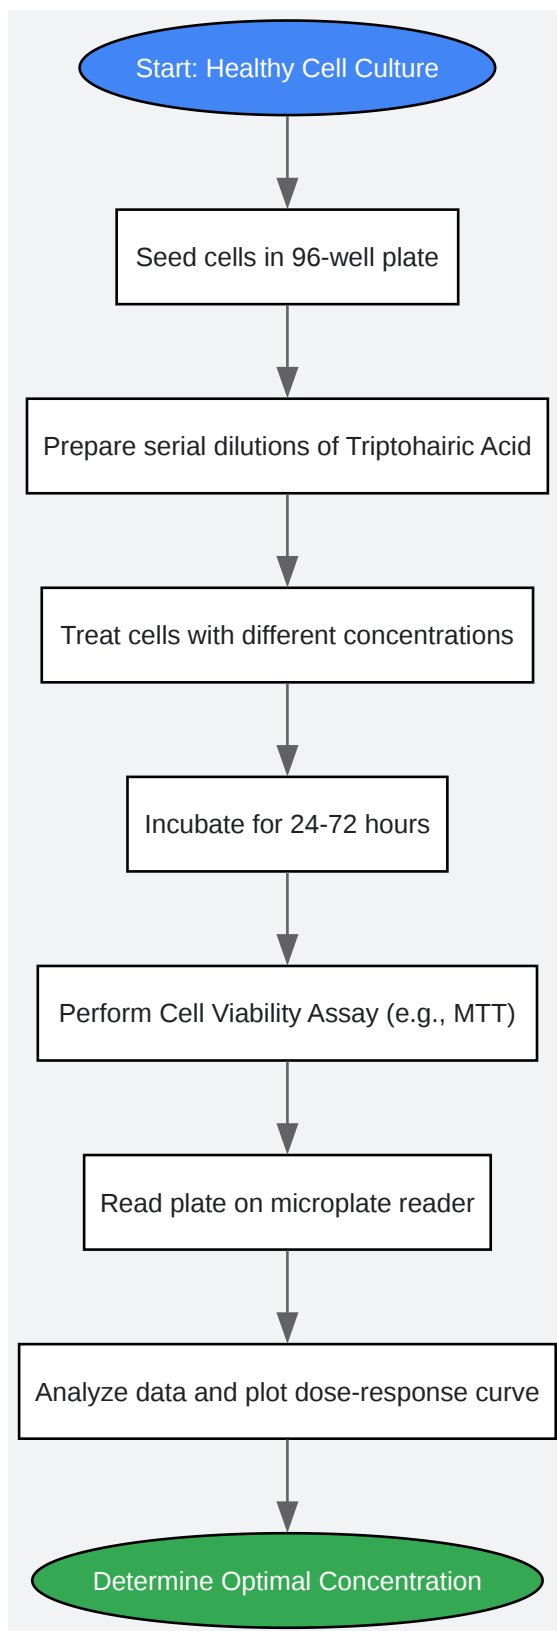 Start: Healthy Cell Culture
Seed cells in 96-well plate
Prepare serial dilutions of Triptohairic Acid
Treat cells with different concentrations
Incubate for 24-72 hours
Perform Cell Viability Assay (e.g., MTT)
Read plate on microplate reader
Analyze data and plot dose-response curve
Determine Optimal Concentration